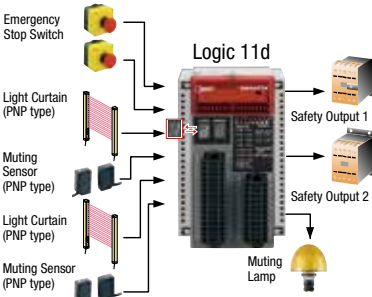 Emergency
Stop Switch
Logic 11d
Light Curtain
(PNP type)
Safety Output 1
Muting
Sensor
(PNP type)
Safety Output 2
Light Curtain
(PNP type)
Muting
Lamp
Muting Sensor
(PNP type)